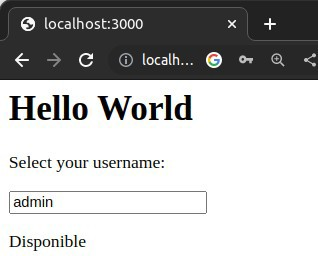 localhost:3000
localh...
Hello World
Select your username:
admin
Disponible